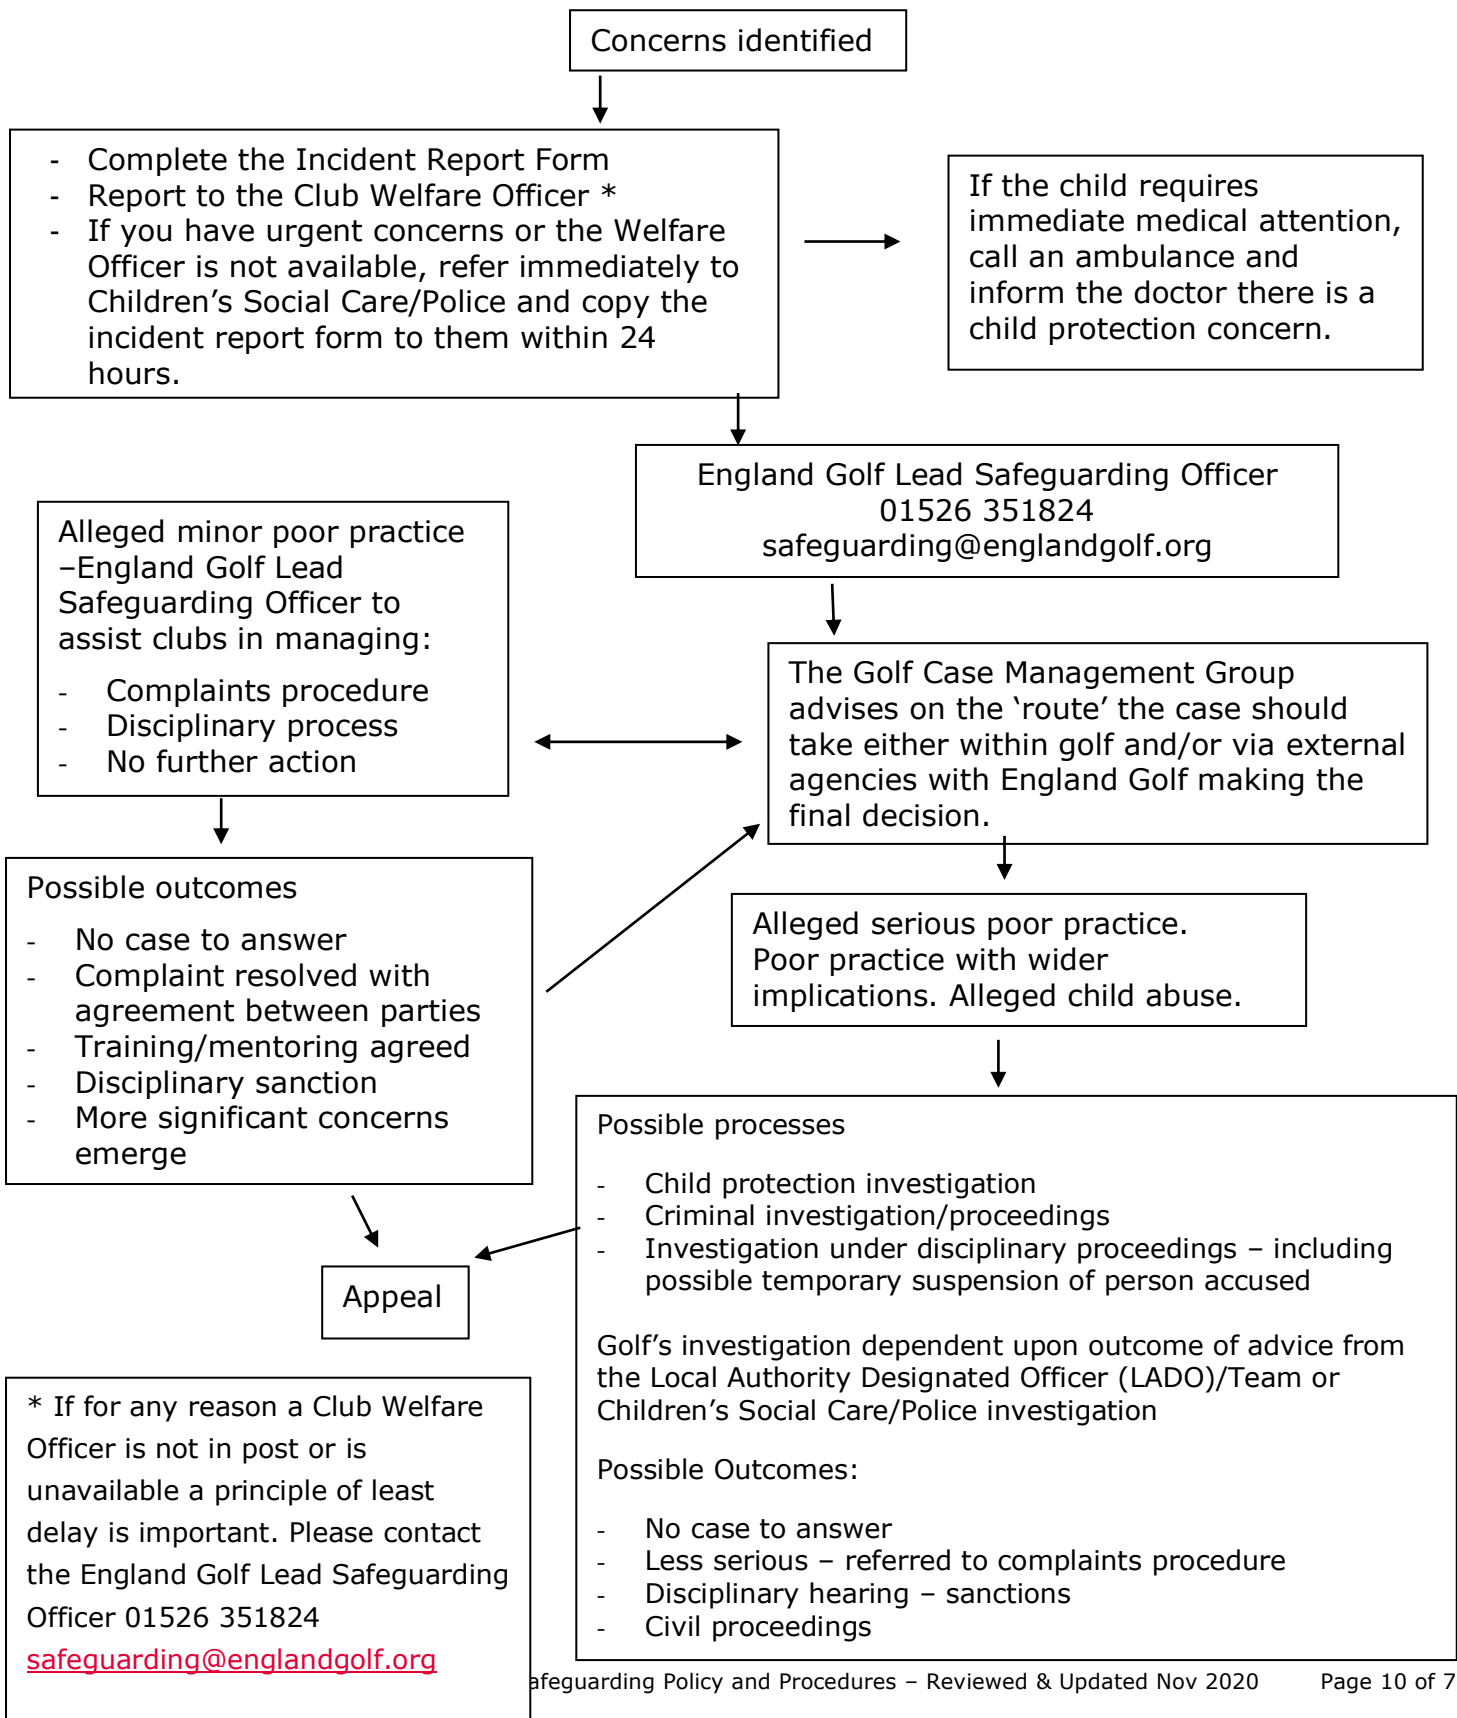 Concerns identified
- Complete the Incident Report Form
- Report to the Club Welfare Officer *
- If you have urgent concerns or the Welfare
Officer is not available, refer immediately to
Children’s Social Care/Police and copy the
incident report form to them within 24
hours.
If the child requires
immediate medical attention,
call an ambulance and
inform the doctor there is a
child protection concern.
England Golf Lead Safeguarding Officer
01526 351824
safeguarding@englandgolf.org
Alleged minor poor practice
–England Golf Lead
Safeguarding Officer to
assist clubs in managing:
- Complaints procedure
- Disciplinary process
- No further action
The Golf Case Management Group
advises on the ‘route’ the case should
take either within golf and/or via external
agencies with England Golf making the
final decision.
Possible outcomes
- No case to answer
- Complaint resolved with
agreement between parties
- Training/mentoring agreed
- Disciplinary sanction
- More significant concerns
emerge
Alleged serious poor practice.
Poor practice with wider
implications. Alleged child abuse.
Possible processes
- Child protection investigation
- Criminal investigation/proceedings
- Investigation under disciplinary proceedings – including
possible temporary suspension of person accused
Golf’s investigation dependent upon outcome of advice from
the Local Authority Designated Officer (LADO)/Team or
Children’s Social Care/Police investigation
Possible Outcomes:
- No case to answer
- Less serious – referred to complaints procedure
- Disciplinary hearing – sanctions
- Civil proceedings
Appeal
* If for any reason a Club Welfare
Officer is not in post or is
unavailable a principle of least
delay is important. Please contact
the England Golf Lead Safeguarding
Officer 01526 351824
safeguarding@englandgolf.org
afeguarding Policy and Procedures – Reviewed & Updated Nov 2020 Page 10 of 7